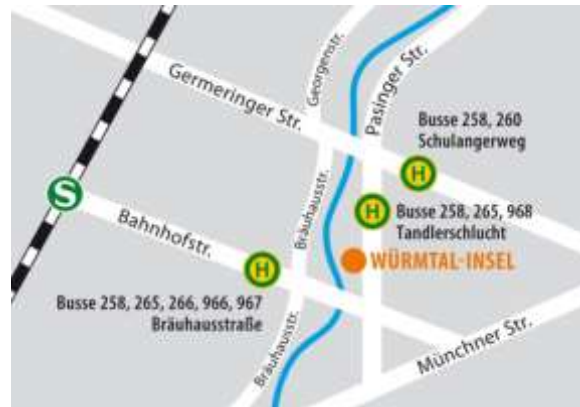 Georgenstr.
Pasinger Str.
Germeringer Str.
Busse 258, 260
Schulangerweg
H
S
H
Busse 258, 265, 968
Tandlerschlucht
Bahnhofstr.
Bräuhausstr.
H
WÜRMTAL-INSEL
Busse 258, 265, 266, 966, 967
Bräuhausstraße
Bräuhausstr.
Münchner Str.